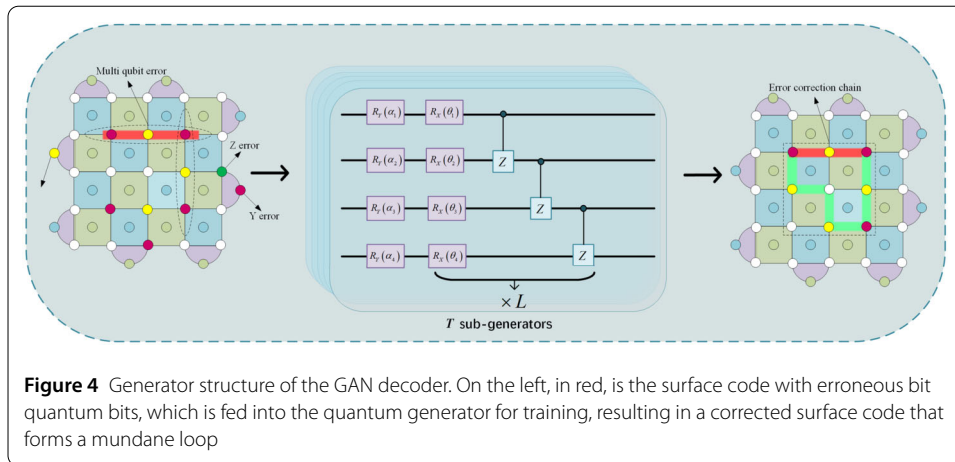 Multi qubit error
Z error
Y error
R_Y(α_1) R_X(θ_1)
R_Y(α_2) R_X(θ_2) Z
R_Y(α_3) R_X(θ_3) Z
R_Y(α_4) R_X(θ_4) Z
× L
T sub-generators
Error correction chain
Figure 4 Generator structure of the GAN decoder. On the left, in red, is the surface code with erroneous bit
quantum bits, which is fed into the quantum generator for training, resulting in a corrected surface code that
forms a mundane loop